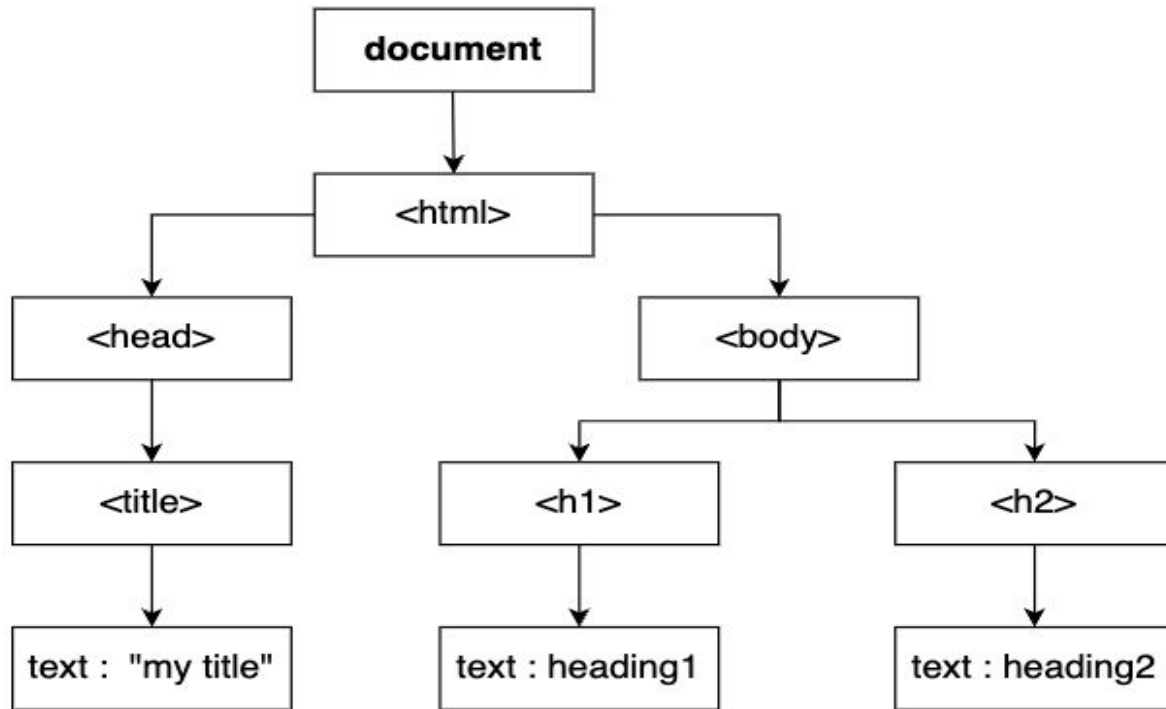 document
<html>
<head>
<body>
<title>
<h1>
<h2>
text :  "my title"
text : heading1
text : heading2